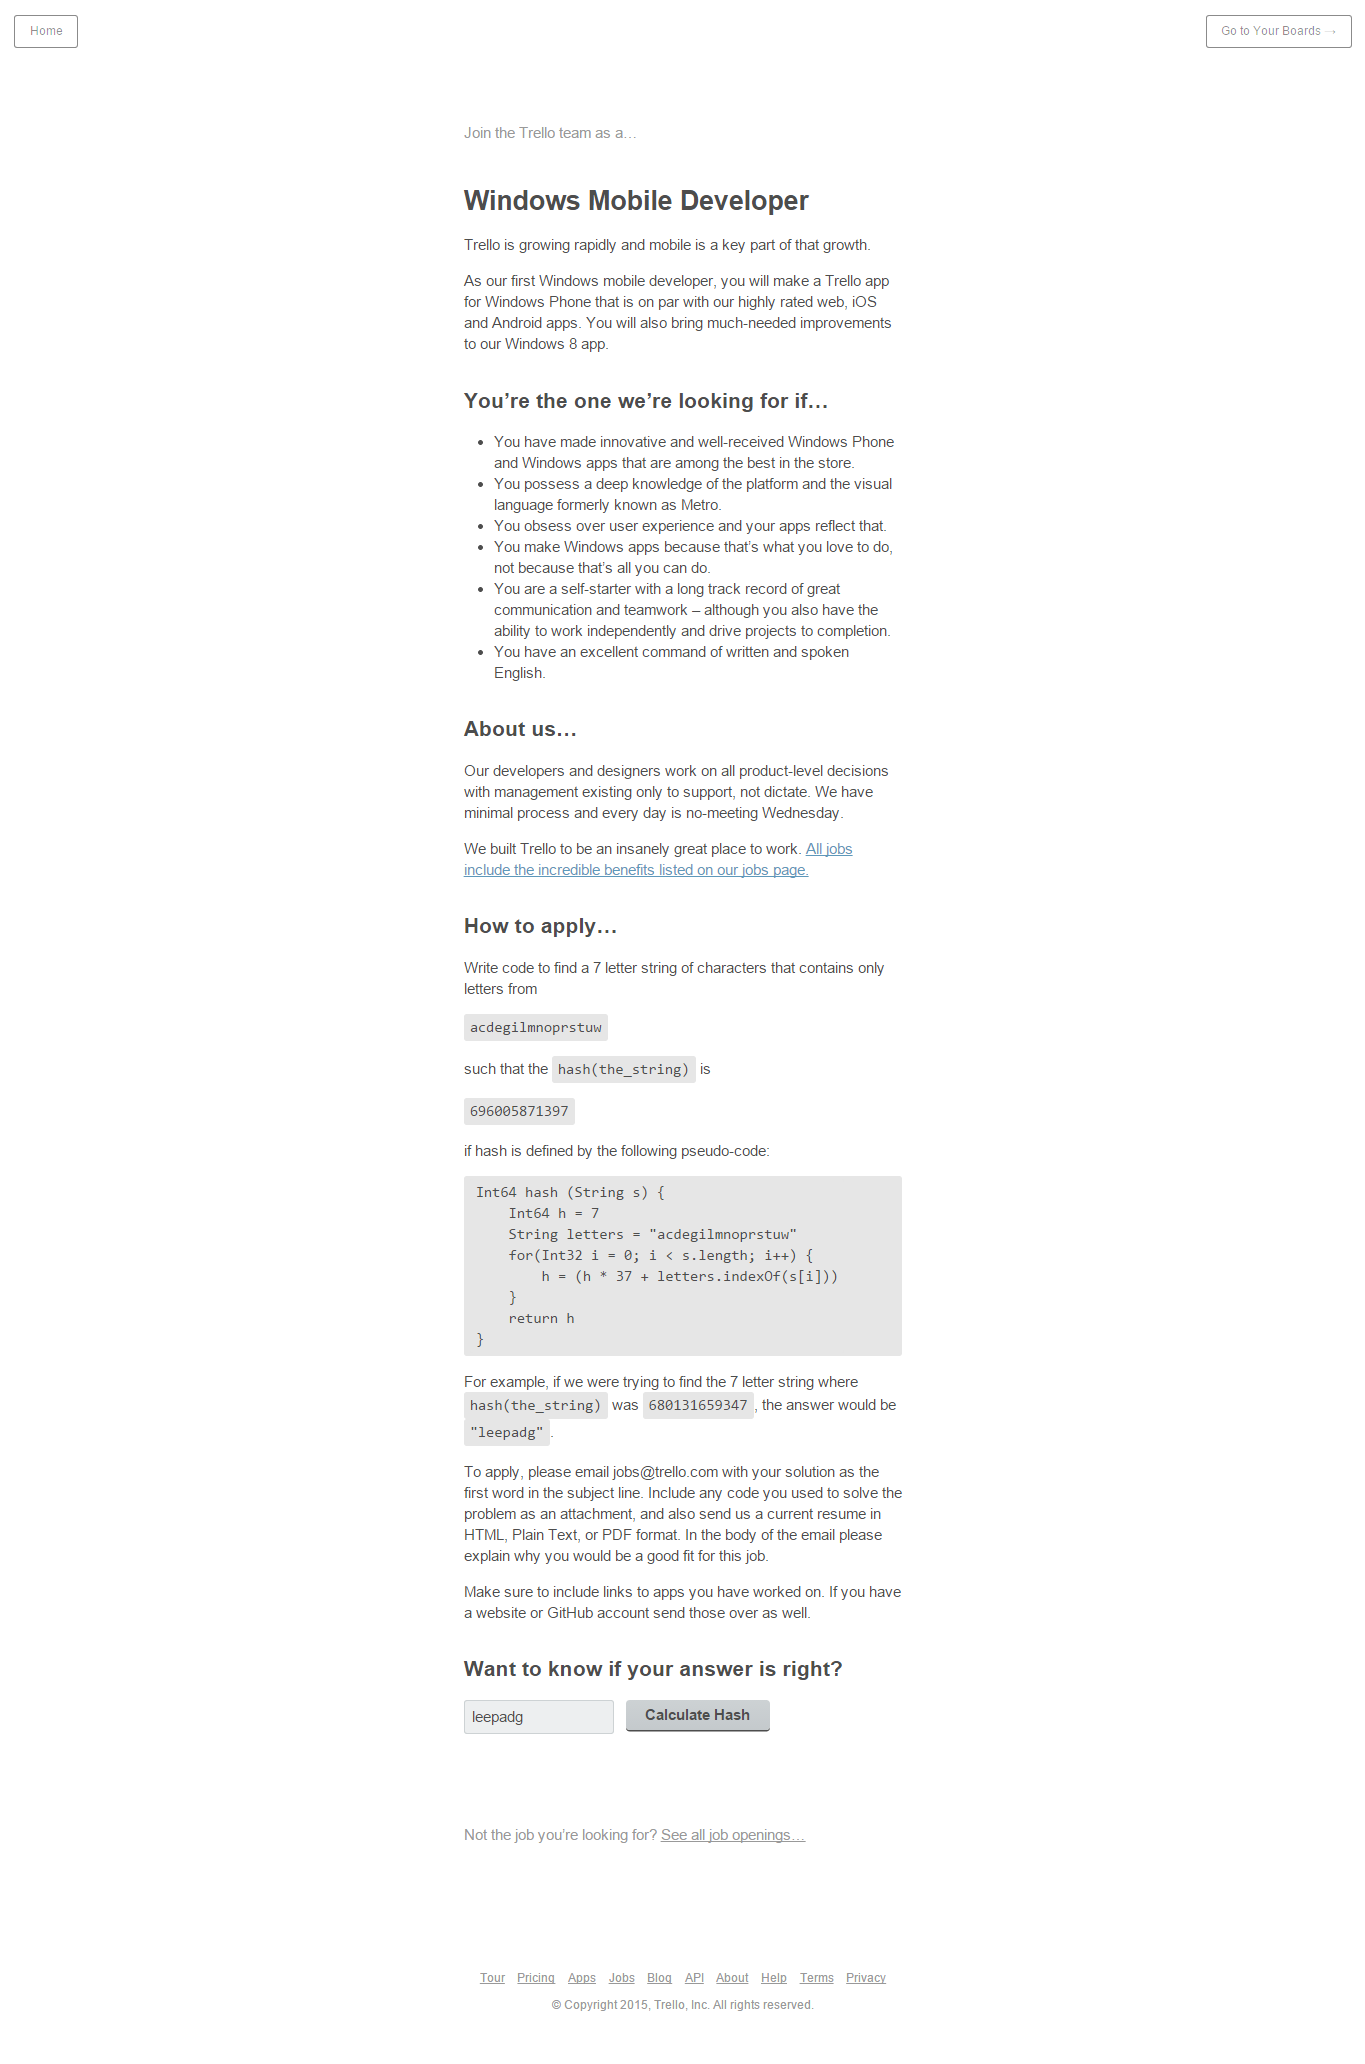 Home
Go to Your Boards →
Join the Trello team as a…
Windows Mobile Developer
Trello is growing rapidly and mobile is a key part of that growth.
As our first Windows mobile developer, you will make a Trello app
for Windows Phone that is on par with our highly rated web, iOS
and Android apps. You will also bring much-needed improvements
to our Windows 8 app.
You’re the one we’re looking for if…
• You have made innovative and well-received Windows Phone
and Windows apps that are among the best in the store.
• You possess a deep knowledge of the platform and the visual
language formerly known as Metro.
• You obsess over user experience and your apps reflect that.
• You make Windows apps because that’s what you love to do,
not because that’s all you can do.
• You are a self-starter with a long track record of great
communication and teamwork – although you also have the
ability to work independently and drive projects to completion.
• You have an excellent command of written and spoken
English.
About us…
Our developers and designers work on all product-level decisions
with management existing only to support, not dictate. We have
minimal process and every day is no-meeting Wednesday.
We built Trello to be an insanely great place to work. All jobs
include the incredible benefits listed on our jobs page.
How to apply…
Write code to find a 7 letter string of characters that contains only
letters from
acdegilmnoprstuw
such that the hash(the_string) is
696005871397
if hash is defined by the following pseudo-code:
Int64 hash (String s) {
    Int64 h = 7
    String letters = "acdegilmnoprstuw"
    for(Int32 i = 0; i < s.length; i++) {
        h = (h * 37 + letters.indexOf(s[i]))
    }
    return h
}
For example, if we were trying to find the 7 letter string where
hash(the_string) was 680131659347, the answer would be
"leepadg".
To apply, please email jobs@trello.com with your solution as the
first word in the subject line. Include any code you used to solve the
problem as an attachment, and also send us a current resume in
HTML, Plain Text, or PDF format. In the body of the email please
explain why you would be a good fit for this job.
Make sure to include links to apps you have worked on. If you have
a website or GitHub account send those over as well.
Want to know if your answer is right?
leepadg Calculate Hash
Not the job you’re looking for? See all job openings…
Tour Pricing Apps Jobs Blog API About Help Terms Privacy
© Copyright 2015, Trello, Inc. All rights reserved.